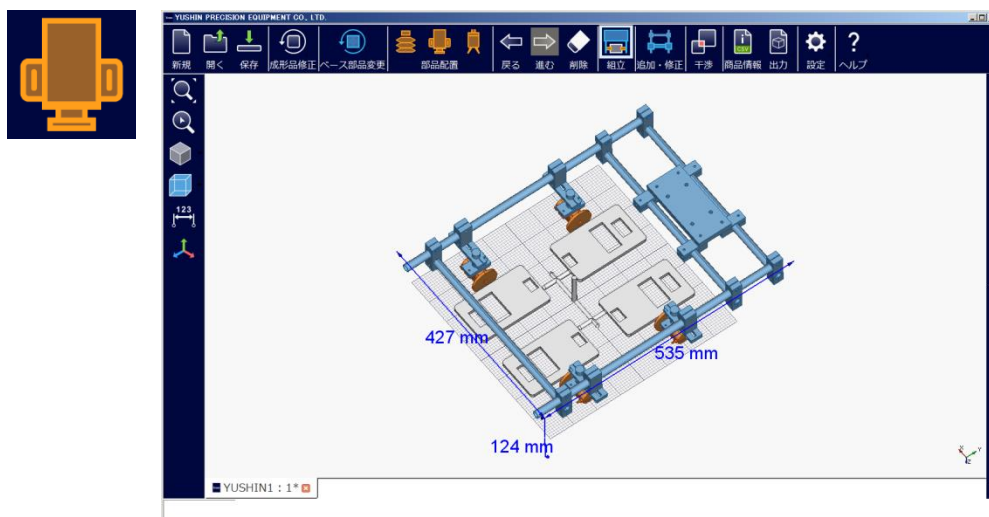 YUSHIN PRECISION EQUIPMENT CO., LTD.
新規 開く 保存 成形品修正 ベース部品変更 部品配置 戻る 進む 削除 組立 追加・修正 干渉 商品情報 出力 設定 ヘルプ
CSV
?
123
427 mm
535 mm
124 mm
X Y
Z
YUSHIN1 : 1*